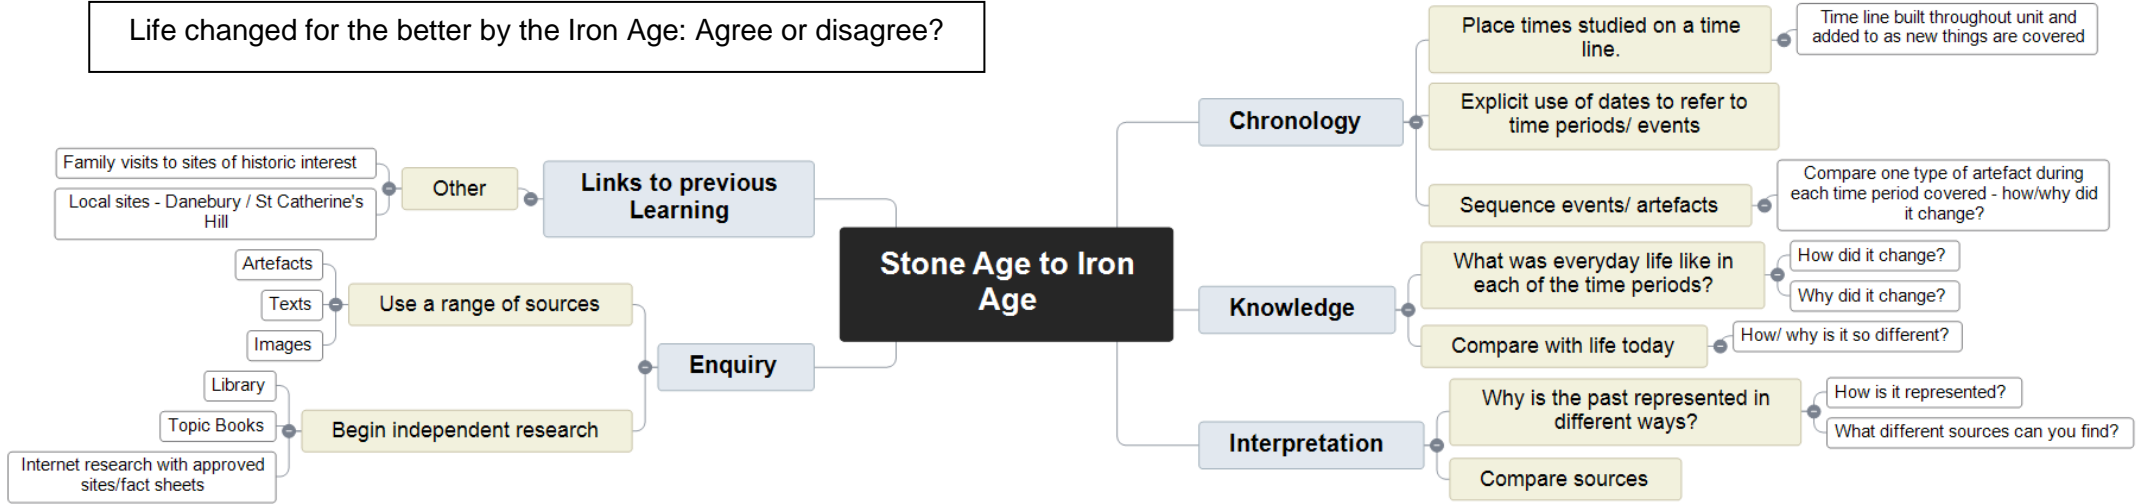 Life changed for the better by the Iron Age: Agree or disagree?
Stone Age to Iron
Age
Chronology
Place times studied on a time
line.
Time line built throughout unit and
added to as new things are covered
Explicit use of dates to refer to
time periods/ events
Sequence events/ artefacts
Compare one type of artefact during
each time period covered - how/why did
it change?
Knowledge
What was everyday life like in
each of the time periods?
How did it change?
Why did it change?
Compare with life today
How/ why is it so different?
Interpretation
Why is the past represented in
different ways?
How is it represented?
What different sources can you find?
Compare sources
Links to previous
Learning
Other
Family visits to sites of historic interest
Local sites - Danebury / St Catherine's
Hill
Enquiry
Use a range of sources
Artefacts
Texts
Images
Begin independent research
Library
Topic Books
Internet research with approved
sites/fact sheets